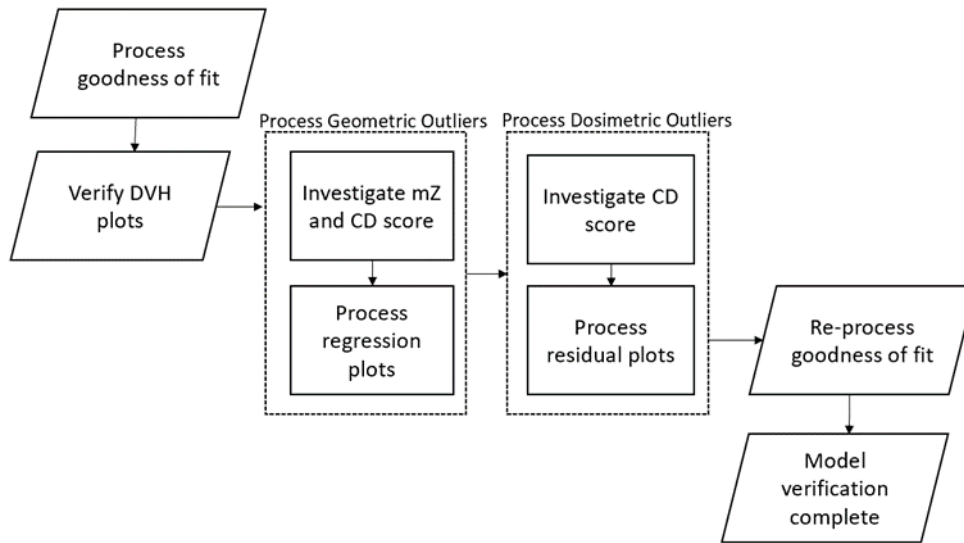 Process
goodness of fit
Verify DVH
plots
Process Geometric Outliers
Investigate mZ
and CD score
Process
regression
plots
Process Dosimetric Outliers
Investigate CD
score
Process
residual plots
Re-process
goodness of fit
Model
verification
complete